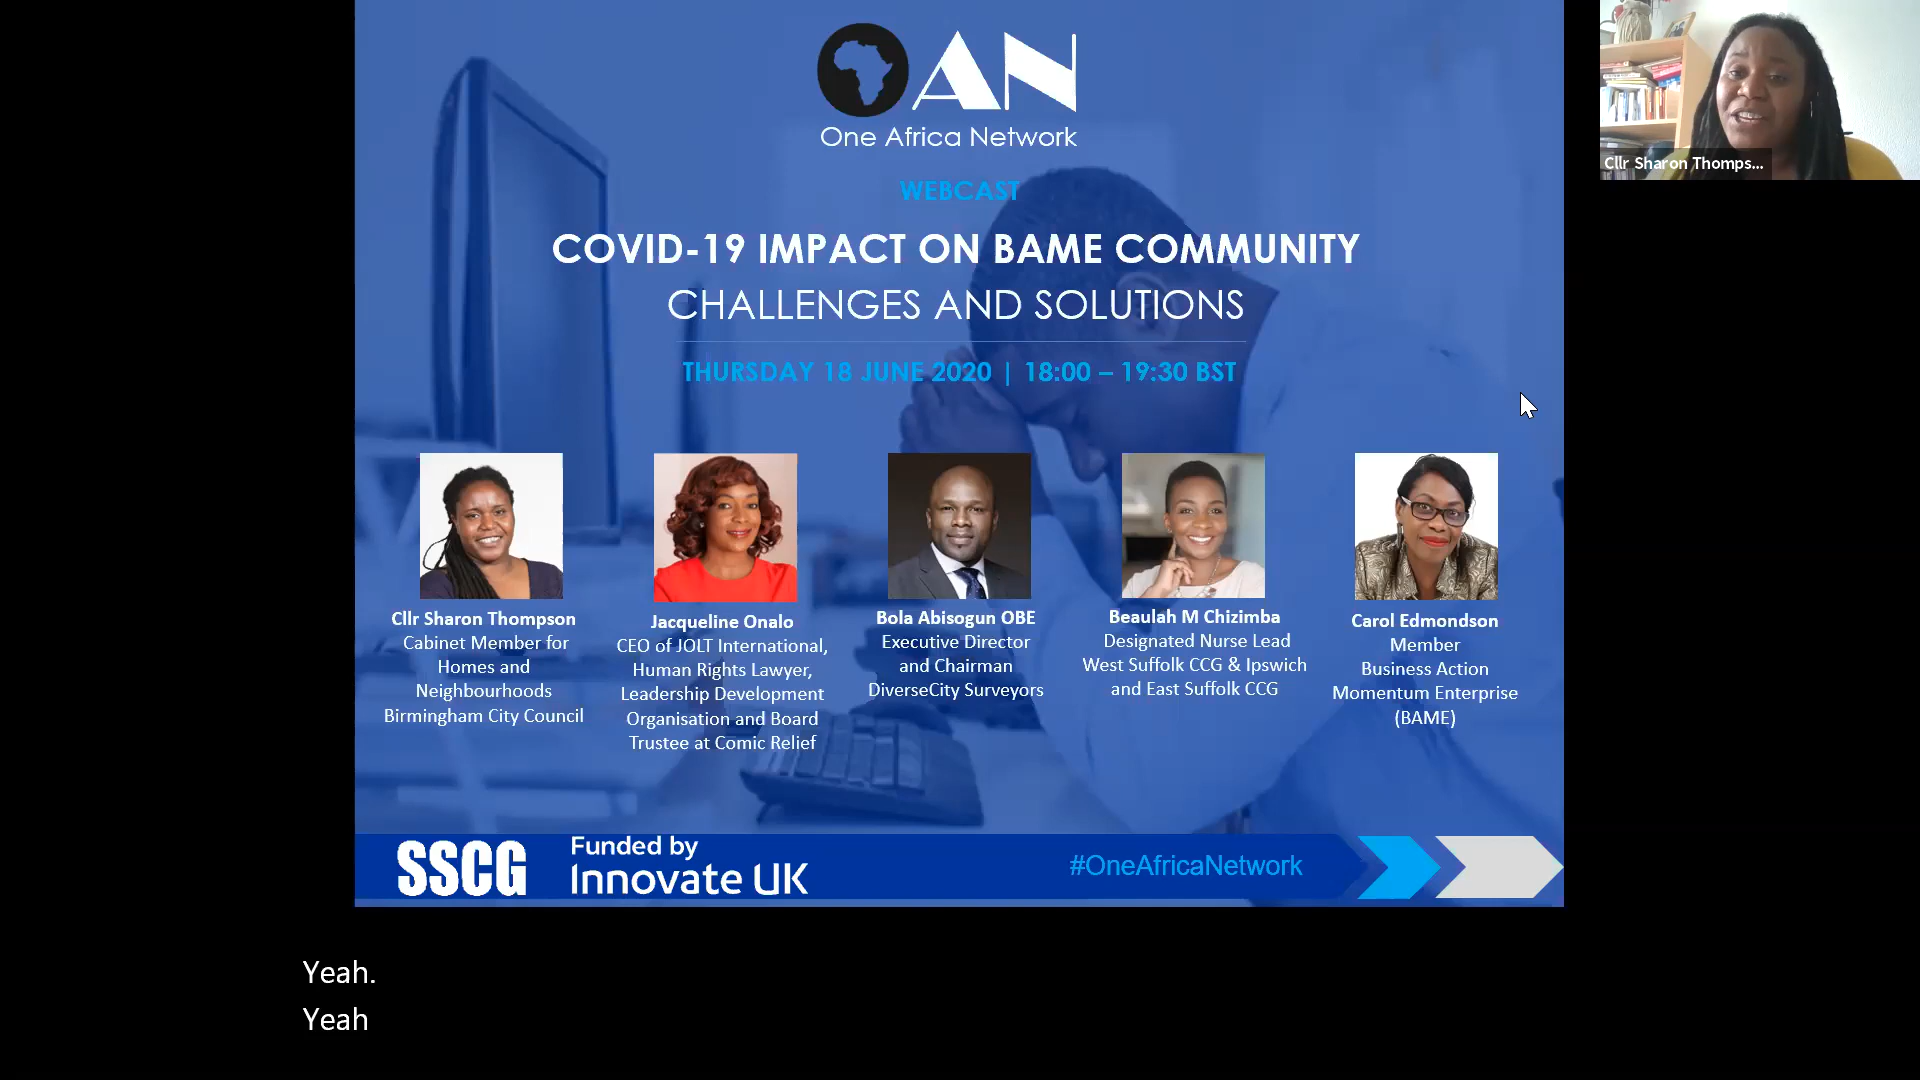 OAN
One Africa Network
WEBCAST
COVID-19 IMPACT ON BAME COMMUNITY
CHALLENGES AND SOLUTIONS
THURSDAY 18 JUNE 2020 | 18:00 – 19:30 BST
Cllr Sharon Thomps...
Cllr Sharon Thompson
Cabinet Member for
Homes and
Neighbourhoods
Birmingham City Council
Jacqueline Onalo
CEO of JOLT International,
Human Rights Lawyer,
Leadership Development
Organisation and Board
Trustee at Comic Relief
Bola Abisogun OBE
Executive Director
and Chairman
DiverseCity Surveyors
Beaulah M Chizimba
Designated Nurse Lead
West Suffolk CCG & Ipswich
and East Suffolk CCG
Carol Edmondson
Member
Business Action
Momentum Enterprise
(BAME)
SSCG
Funded by
Innovate UK
#OneAfricaNetwork
Yeah.
Yeah